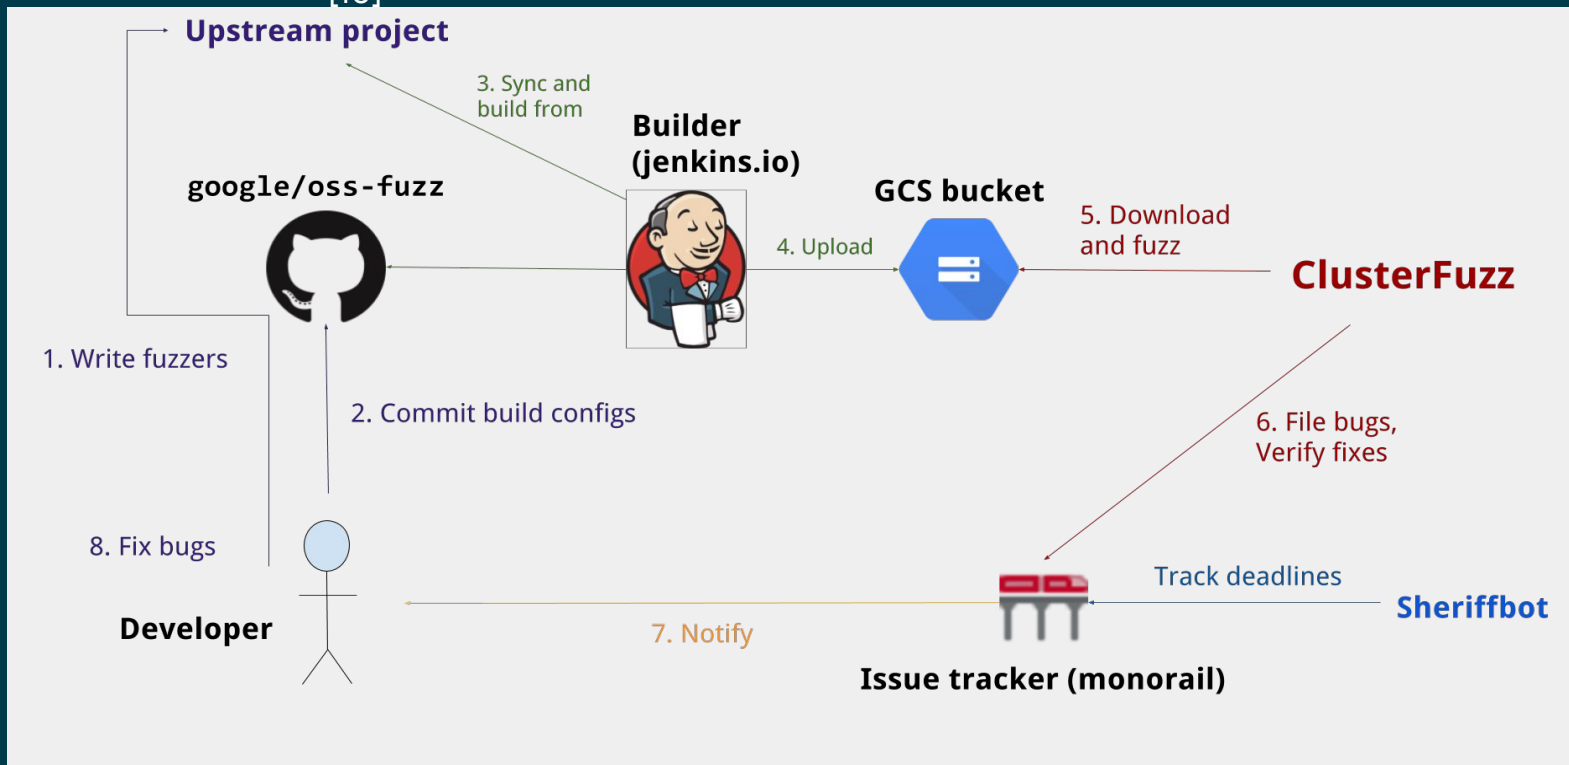 Upstream project
3. Sync and
build from
Builder
(jenkins.io)
google/oss-fuzz
GCS bucket
5. Download
and fuzz
4. Upload
ClusterFuzz
1. Write fuzzers
2. Commit build configs
6. File bugs,
Verify fixes
8. Fix bugs
Track deadlines
Sheriffbot
Developer
7. Notify
Issue tracker (monorail)